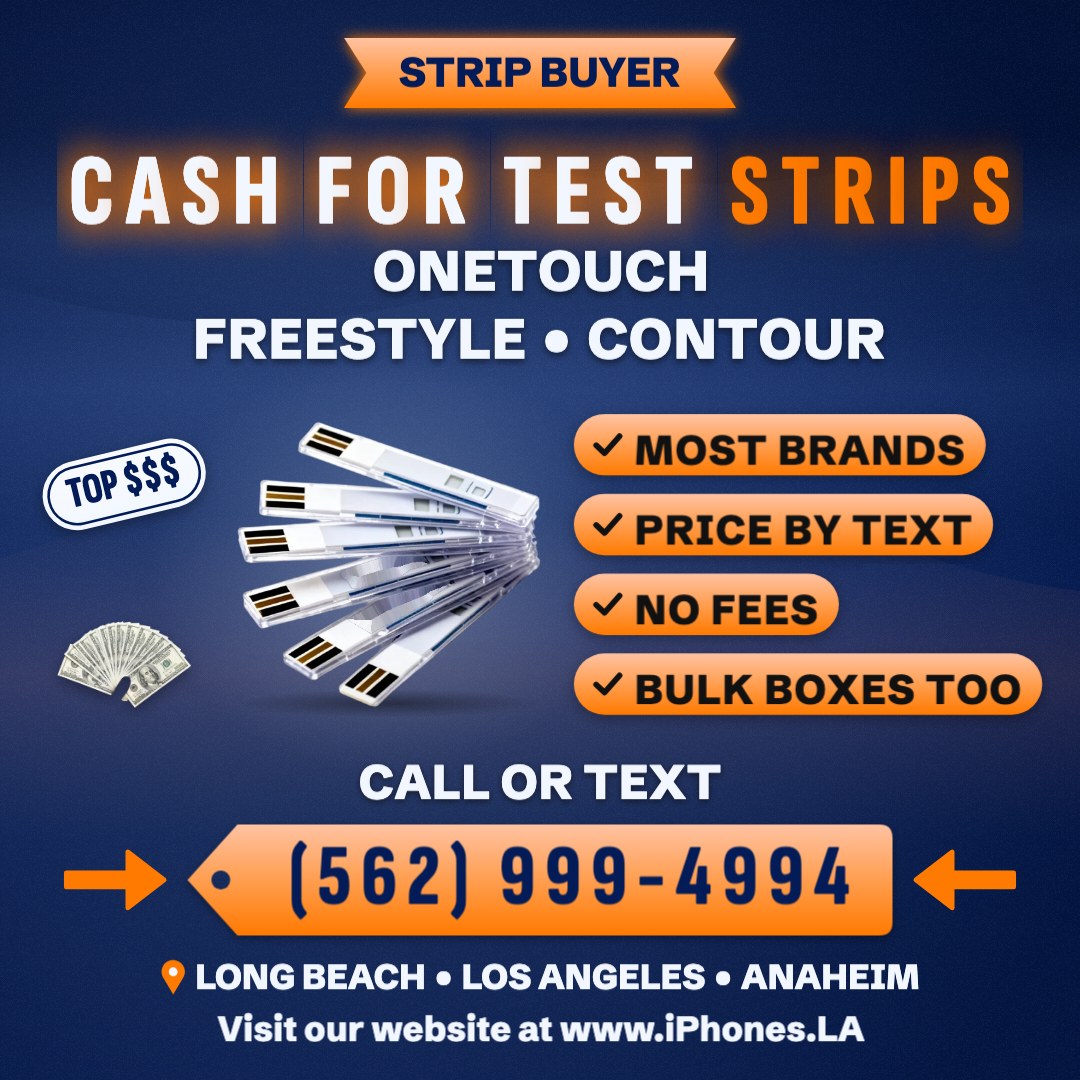 STRIP BUYER
CASH FOR TEST STRIPS
ONETOUCH
FREESTYLE • CONTOUR
TOP $$$
✓ MOST BRANDS
✓ PRICE BY TEXT
✓ NO FEES
✓ BULK BOXES TOO
CALL OR TEXT
(562) 999-4994
LONG BEACH • LOS ANGELES • ANAHEIM
Visit our website at www.iPhones.LA